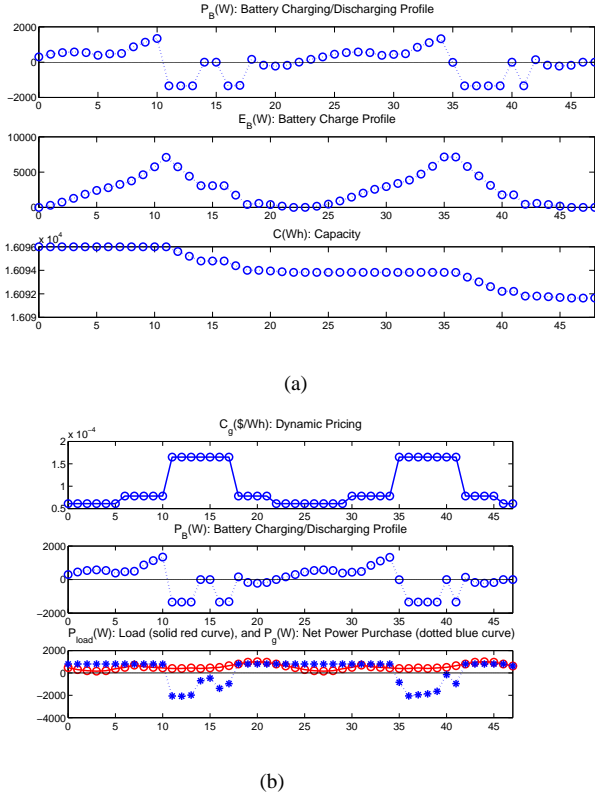 P_B(W): Battery Charging/Discharging Profile
2000
0
−2000
0 5 10 15 20 25 30 35 40 45
E_B(W): Battery Charge Profile
10000
5000
0
0 5 10 15 20 25 30 35 40 45
C(Wh): Capacity
x 10^4
1.6096
1.6094
1.6092
1.609
0 5 10 15 20 25 30 35 40 45
(a)
C_g($/Wh): Dynamic Pricing
x 10^−4
2
1.5
1
0.5
0 5 10 15 20 25 30 35 40 45
P_B(W): Battery Charging/Discharging Profile
2000
0
−2000
0 5 10 15 20 25 30 35 40 45
P_load(W): Load (solid red curve), and P_g(W): Net Power Purchase (dotted blue curve)
2000
0
−2000
−4000
0 5 10 15 20 25 30 35 40 45
(b)